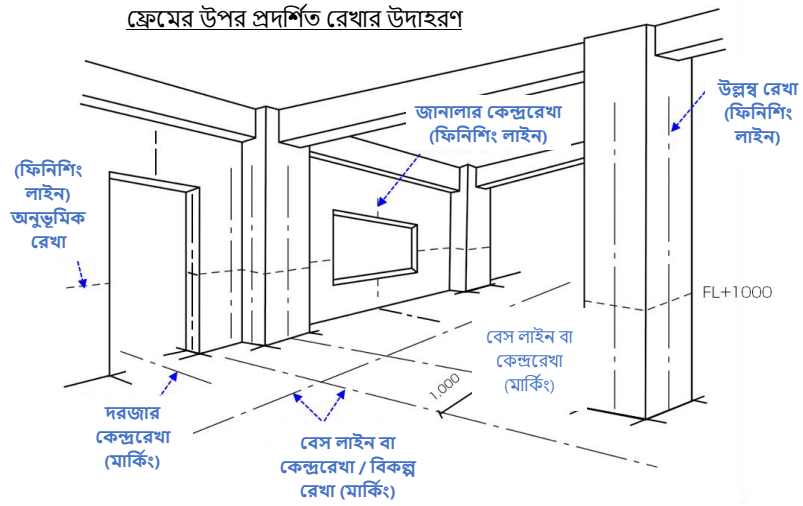 ফ্রেমের উপর প্রদর্শিত রেখার উদাহরণ
উল্লম্ব রেখা
(ফিনিশিং
লাইন)
জানালার কেন্দ্ররেখা
(ফিনিশিং লাইন)
(ফিনিশিং
লাইন)
অনুভূমিক
রেখা
FL+1000
বেস লাইন বা
কেন্দ্ররেখা
(মার্কিং)
1,000
দরজার
কেন্দ্ররেখা
(মার্কিং)
বেস লাইন বা
কেন্দ্ররেখা / বিকল্প
রেখা (মার্কিং)